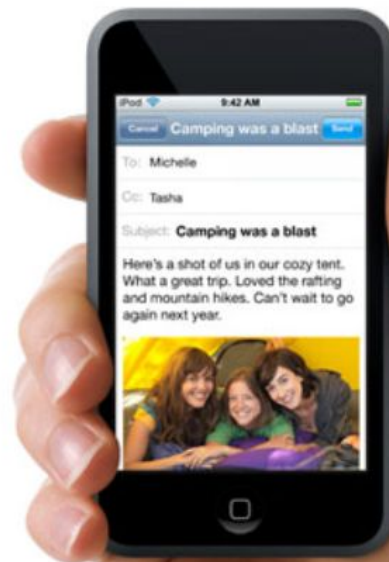 iPod 9:42 AM
Cancel Camping was a blast Send
To: Michelle
Cc: Tasha
Subject: Camping was a blast
Here's a shot of us in our cozy tent.
What a great trip. Loved the rafting
and mountain hikes. Can't wait to go
again next year.